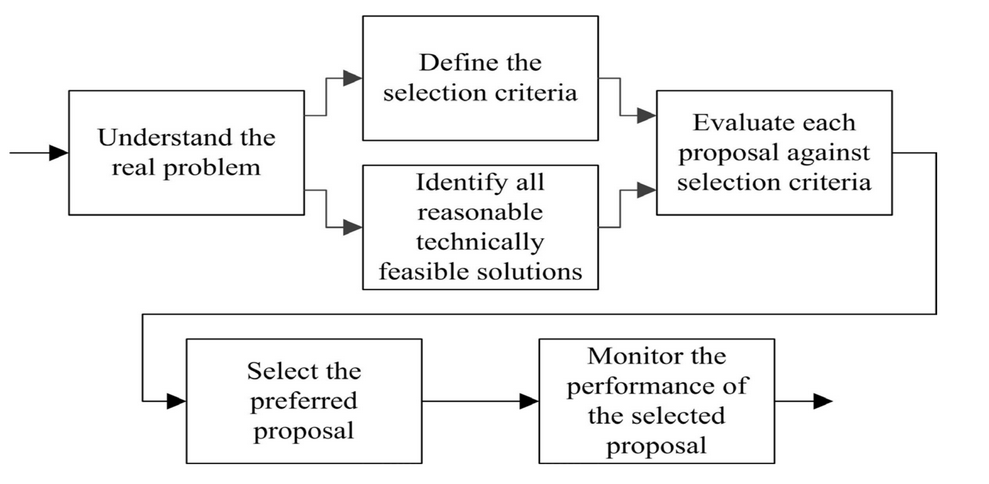 Understand the
real problem
Define the
selection criteria
Identify all
reasonable
technically
feasible solutions
Evaluate each
proposal against
selection criteria
Select the
preferred
proposal
Monitor the
performance of
the selected
proposal